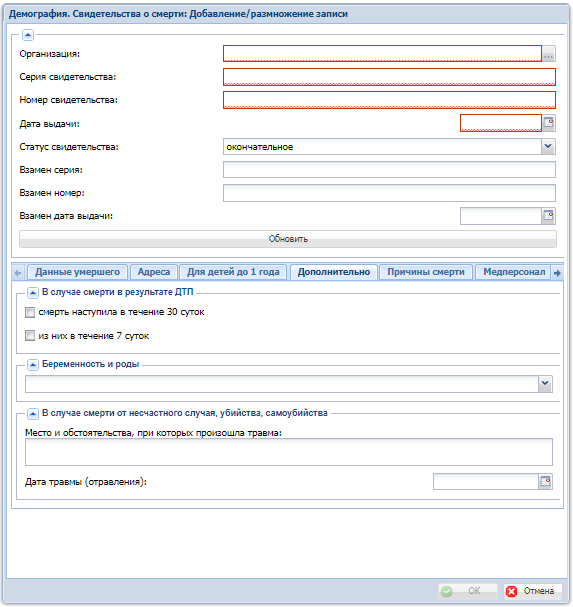 Демография. Свидетельства о смерти: Добавление/размножение записи
Организация:
...
Серия свидетельства:
Номер свидетельства:
Дата выдачи:
Статус свидетельства: окончательное
Взамен серия:
Взамен номер:
Взамен дата выдачи:
Обновить
Данные умершего Адреса Для детей до 1 года Дополнительно Причины смерти Медперсонал
В случае смерти в результате ДТП
смерть наступила в течение 30 суток
из них в течение 7 суток
Беременность и роды
В случае смерти от несчастного случая, убийства, самоубийства
Место и обстоятельства, при которых произошла травма:
Дата травмы (отравления):
ОК Отмена